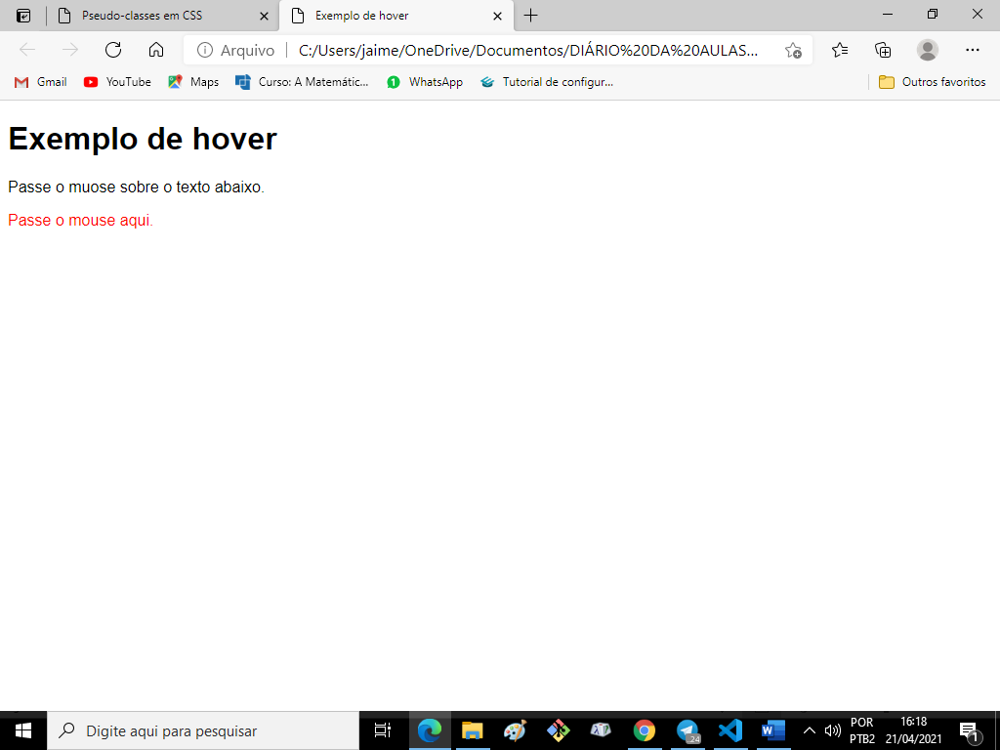 Pseudo-classes em CSS
Exemplo de hover
Arquivo
C:/Users/jaime/OneDrive/Documentos/DIÁRIO%20DA%20AULAS...
Gmail
YouTube
Maps
Curso: A Matemátic...
1
WhatsApp
Tutorial de configur...
Outros favoritos
Exemplo de hover
Passe o muose sobre o texto abaixo.
Passe o mouse aqui.
Digite aqui para pesquisar
24
POR
PTB2
16:18
21/04/2021
1